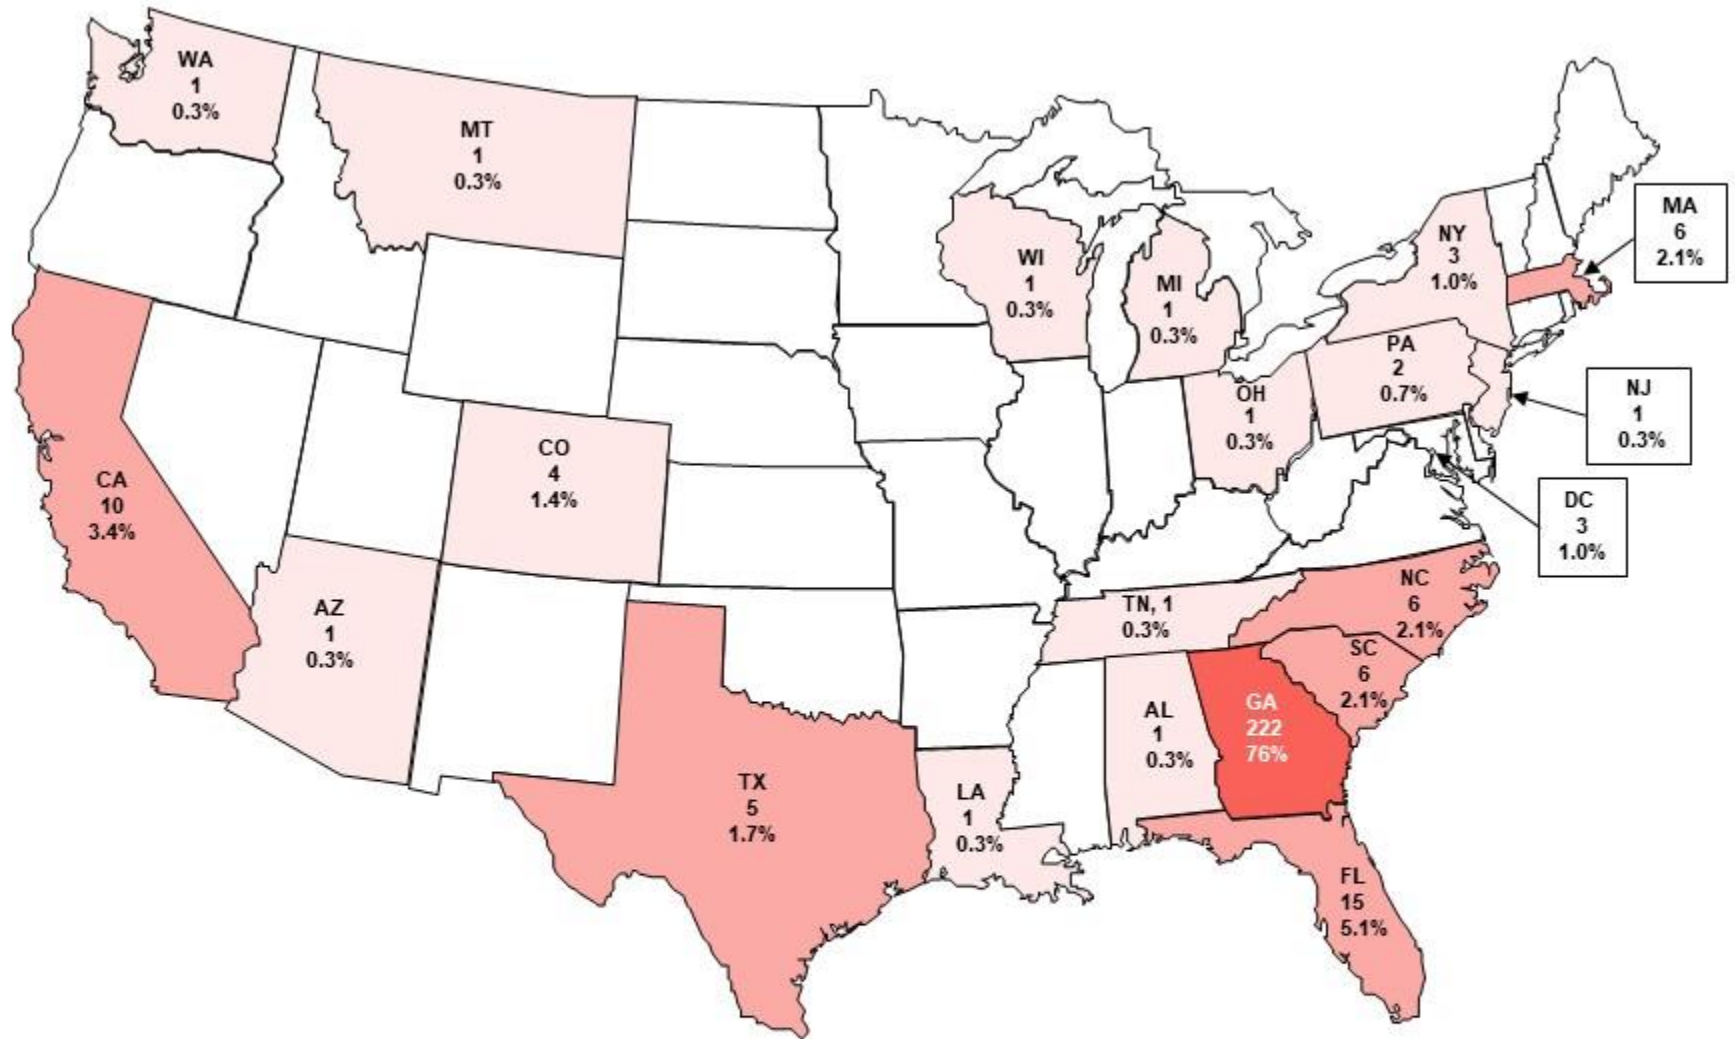 WA
1
0.3%
MT
1
0.3%
WI
1
0.3%
MI
1
0.3%
NY
3
1.0%
MA
6
2.1%
PA
2
0.7%
NJ
1
0.3%
OH
1
0.3%
DC
3
1.0%
CA
10
3.4%
CO
4
1.4%
AZ
1
0.3%
TN, 1
0.3%
NC
6
2.1%
SC
6
2.1%
GA
222
76%
AL
1
0.3%
TX
5
1.7%
LA
1
0.3%
FL
15
5.1%